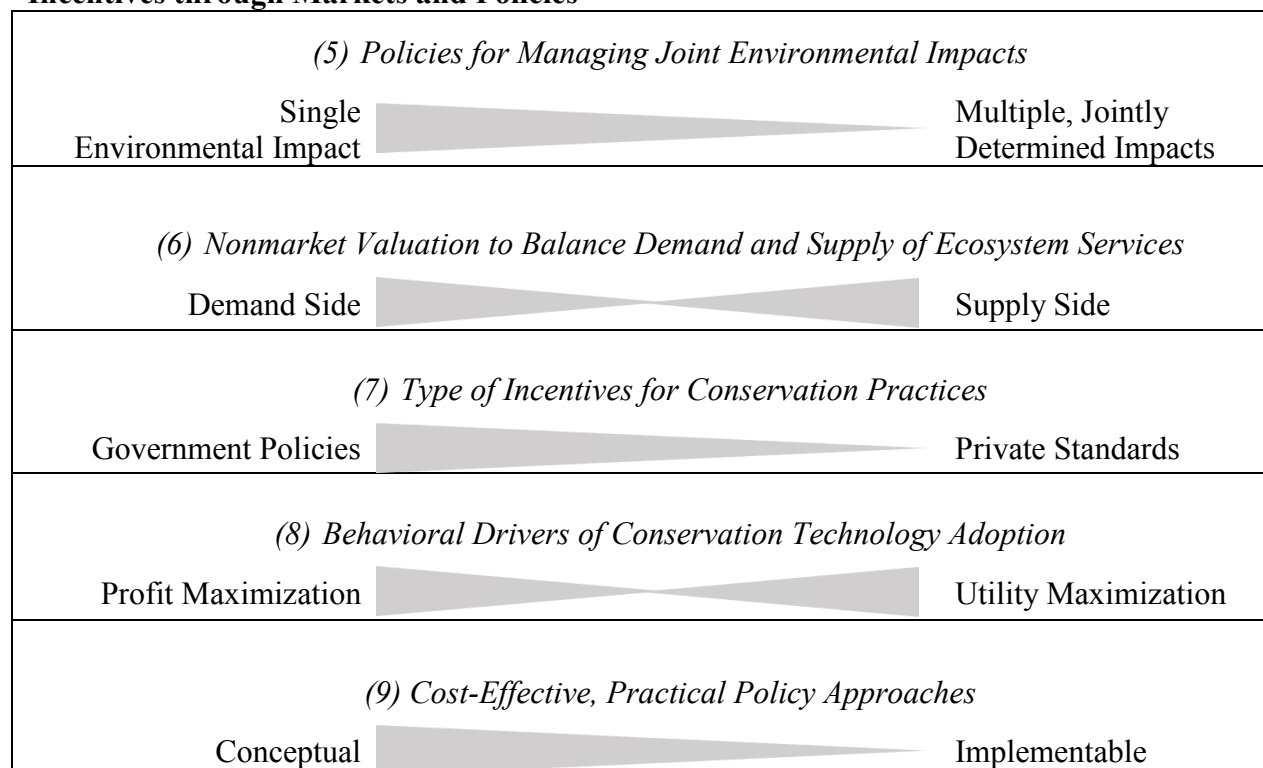 Incentives through Markets and Policies
(5) Policies for Managing Joint Environmental Impacts
Single
Environmental Impact
Multiple, Jointly
Determined Impacts
(6) Nonmarket Valuation to Balance Demand and Supply of Ecosystem Services
Demand Side
Supply Side
(7) Type of Incentives for Conservation Practices
Government Policies
Private Standards
(8) Behavioral Drivers of Conservation Technology Adoption
Profit Maximization
Utility Maximization
(9) Cost-Effective, Practical Policy Approaches
Conceptual
Implementable